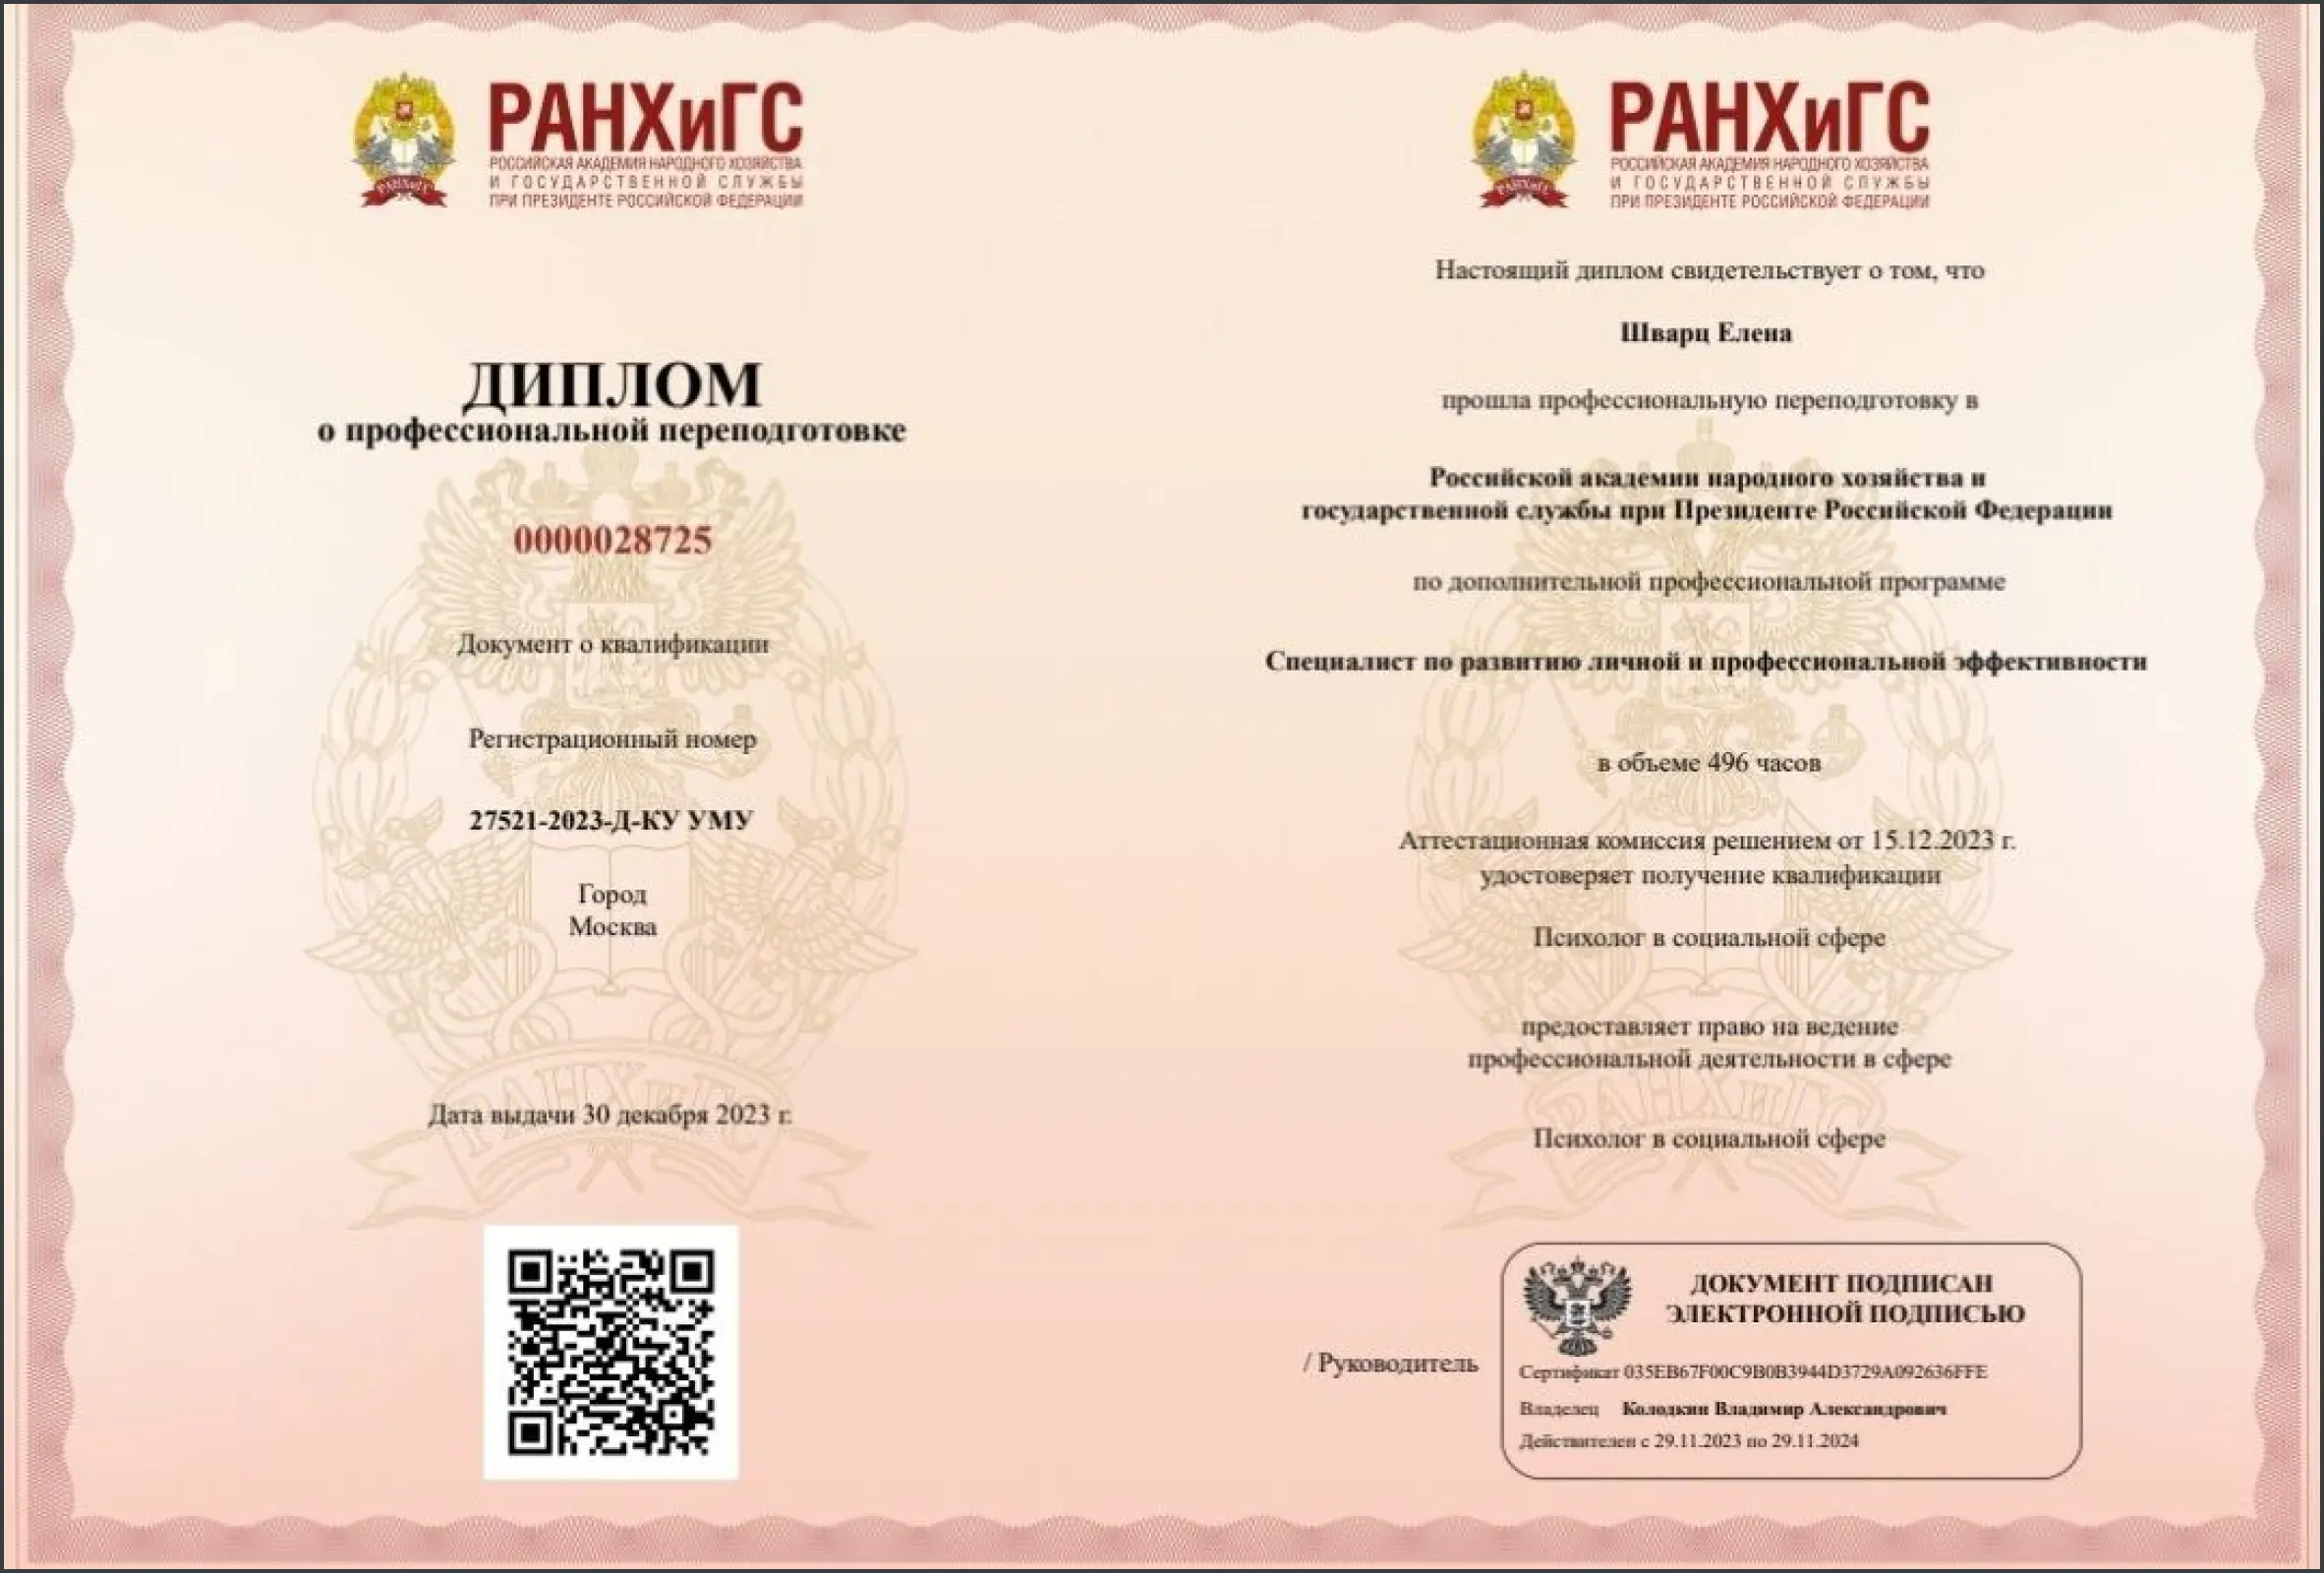 РАНХиГС
РОССИЙСКАЯ АКАДЕМИЯ НАРОДНОГО ХОЗЯЙСТВА
И ГОСУДАРСТВЕННОЙ СЛУЖБЫ
ПРИ ПРЕЗИДЕНТЕ РОССИЙСКОЙ ФЕДЕРАЦИИ
РАНХиГС
ДИПЛОМ
о профессиональной переподготовке
0000028725
Документ о квалификации
Регистрационный номер
27521-2023-Д-КУ УМУ
Город
Москва
РАНХиГС
Дата выдачи 30 декабря 2023 г.
РАНХиГС
РОССИЙСКАЯ АКАДЕМИЯ НАРОДНОГО ХОЗЯЙСТВА
И ГОСУДАРСТВЕННОЙ СЛУЖБЫ
ПРИ ПРЕЗИДЕНТЕ РОССИЙСКОЙ ФЕДЕРАЦИИ
РАНХиГС
Настоящий диплом свидетельствует о том, что
Шварц Елена
прошла профессиональную переподготовку в
Российской академии народного хозяйства и
государственной службы при Президенте Российской Федерации
по дополнительной профессиональной программе
Специалист по развитию личной и профессиональной эффективности
в объеме 496 часов
Аттестационная комиссия решением от 15.12.2023 г.
удостоверяет получение квалификации
Психолог в социальной сфере
предоставляет право на ведение
профессиональной деятельности в сфере
РАНХиГС
Психолог в социальной сфере
/ Руководитель
ДОКУМЕНТ ПОДПИСАН
ЭЛЕКТРОННОЙ ПОДПИСЬЮ
Сертификат 035EB67F00C9B0B3944D3729A092636FFE
Владелец Колодкин Владимир Александрович
Действителен с 29.11.2023 по 29.11.2024